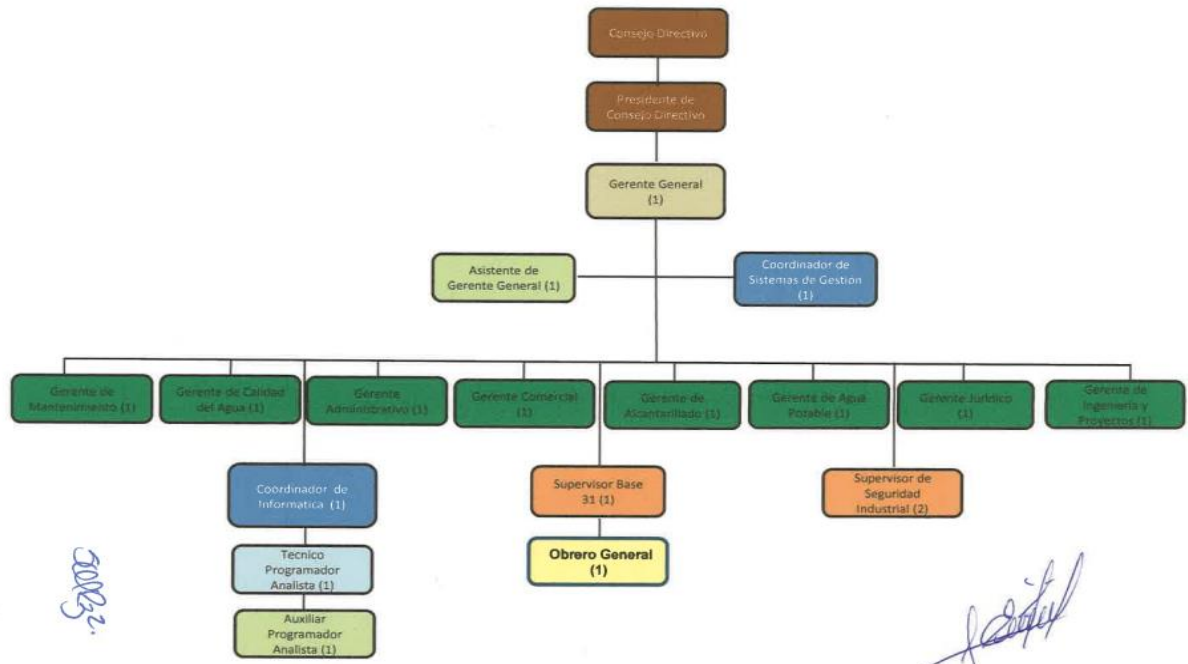 Consejo Directivo
Presidente de
Consejo Directivo
Gerente General
(1)
Asistente de
Gerente General (1)
Coordinador de
Sistemas de Gestion
(1)
Gerente de
Mantenimento (1)
Gerente de Calidad
del Agua (1)
Gerente
Administrativo (1)
Gerente Comercial
(1)
Gerente de
Alcantarillado (1)
Gerente de Agua
Potable (1)
Gerente Jurídico
(1)
Gerente de
Ingenieria y
Proyectos (1)
Coordinador de
Informatica (1)
Supervisor Base
31 (1)
Supervisor de
Seguridad
Industrial (2)
Tecnico
Programador
Analista (1)
Obrero General
(1)
Auxiliar
Programador
Analista (1)